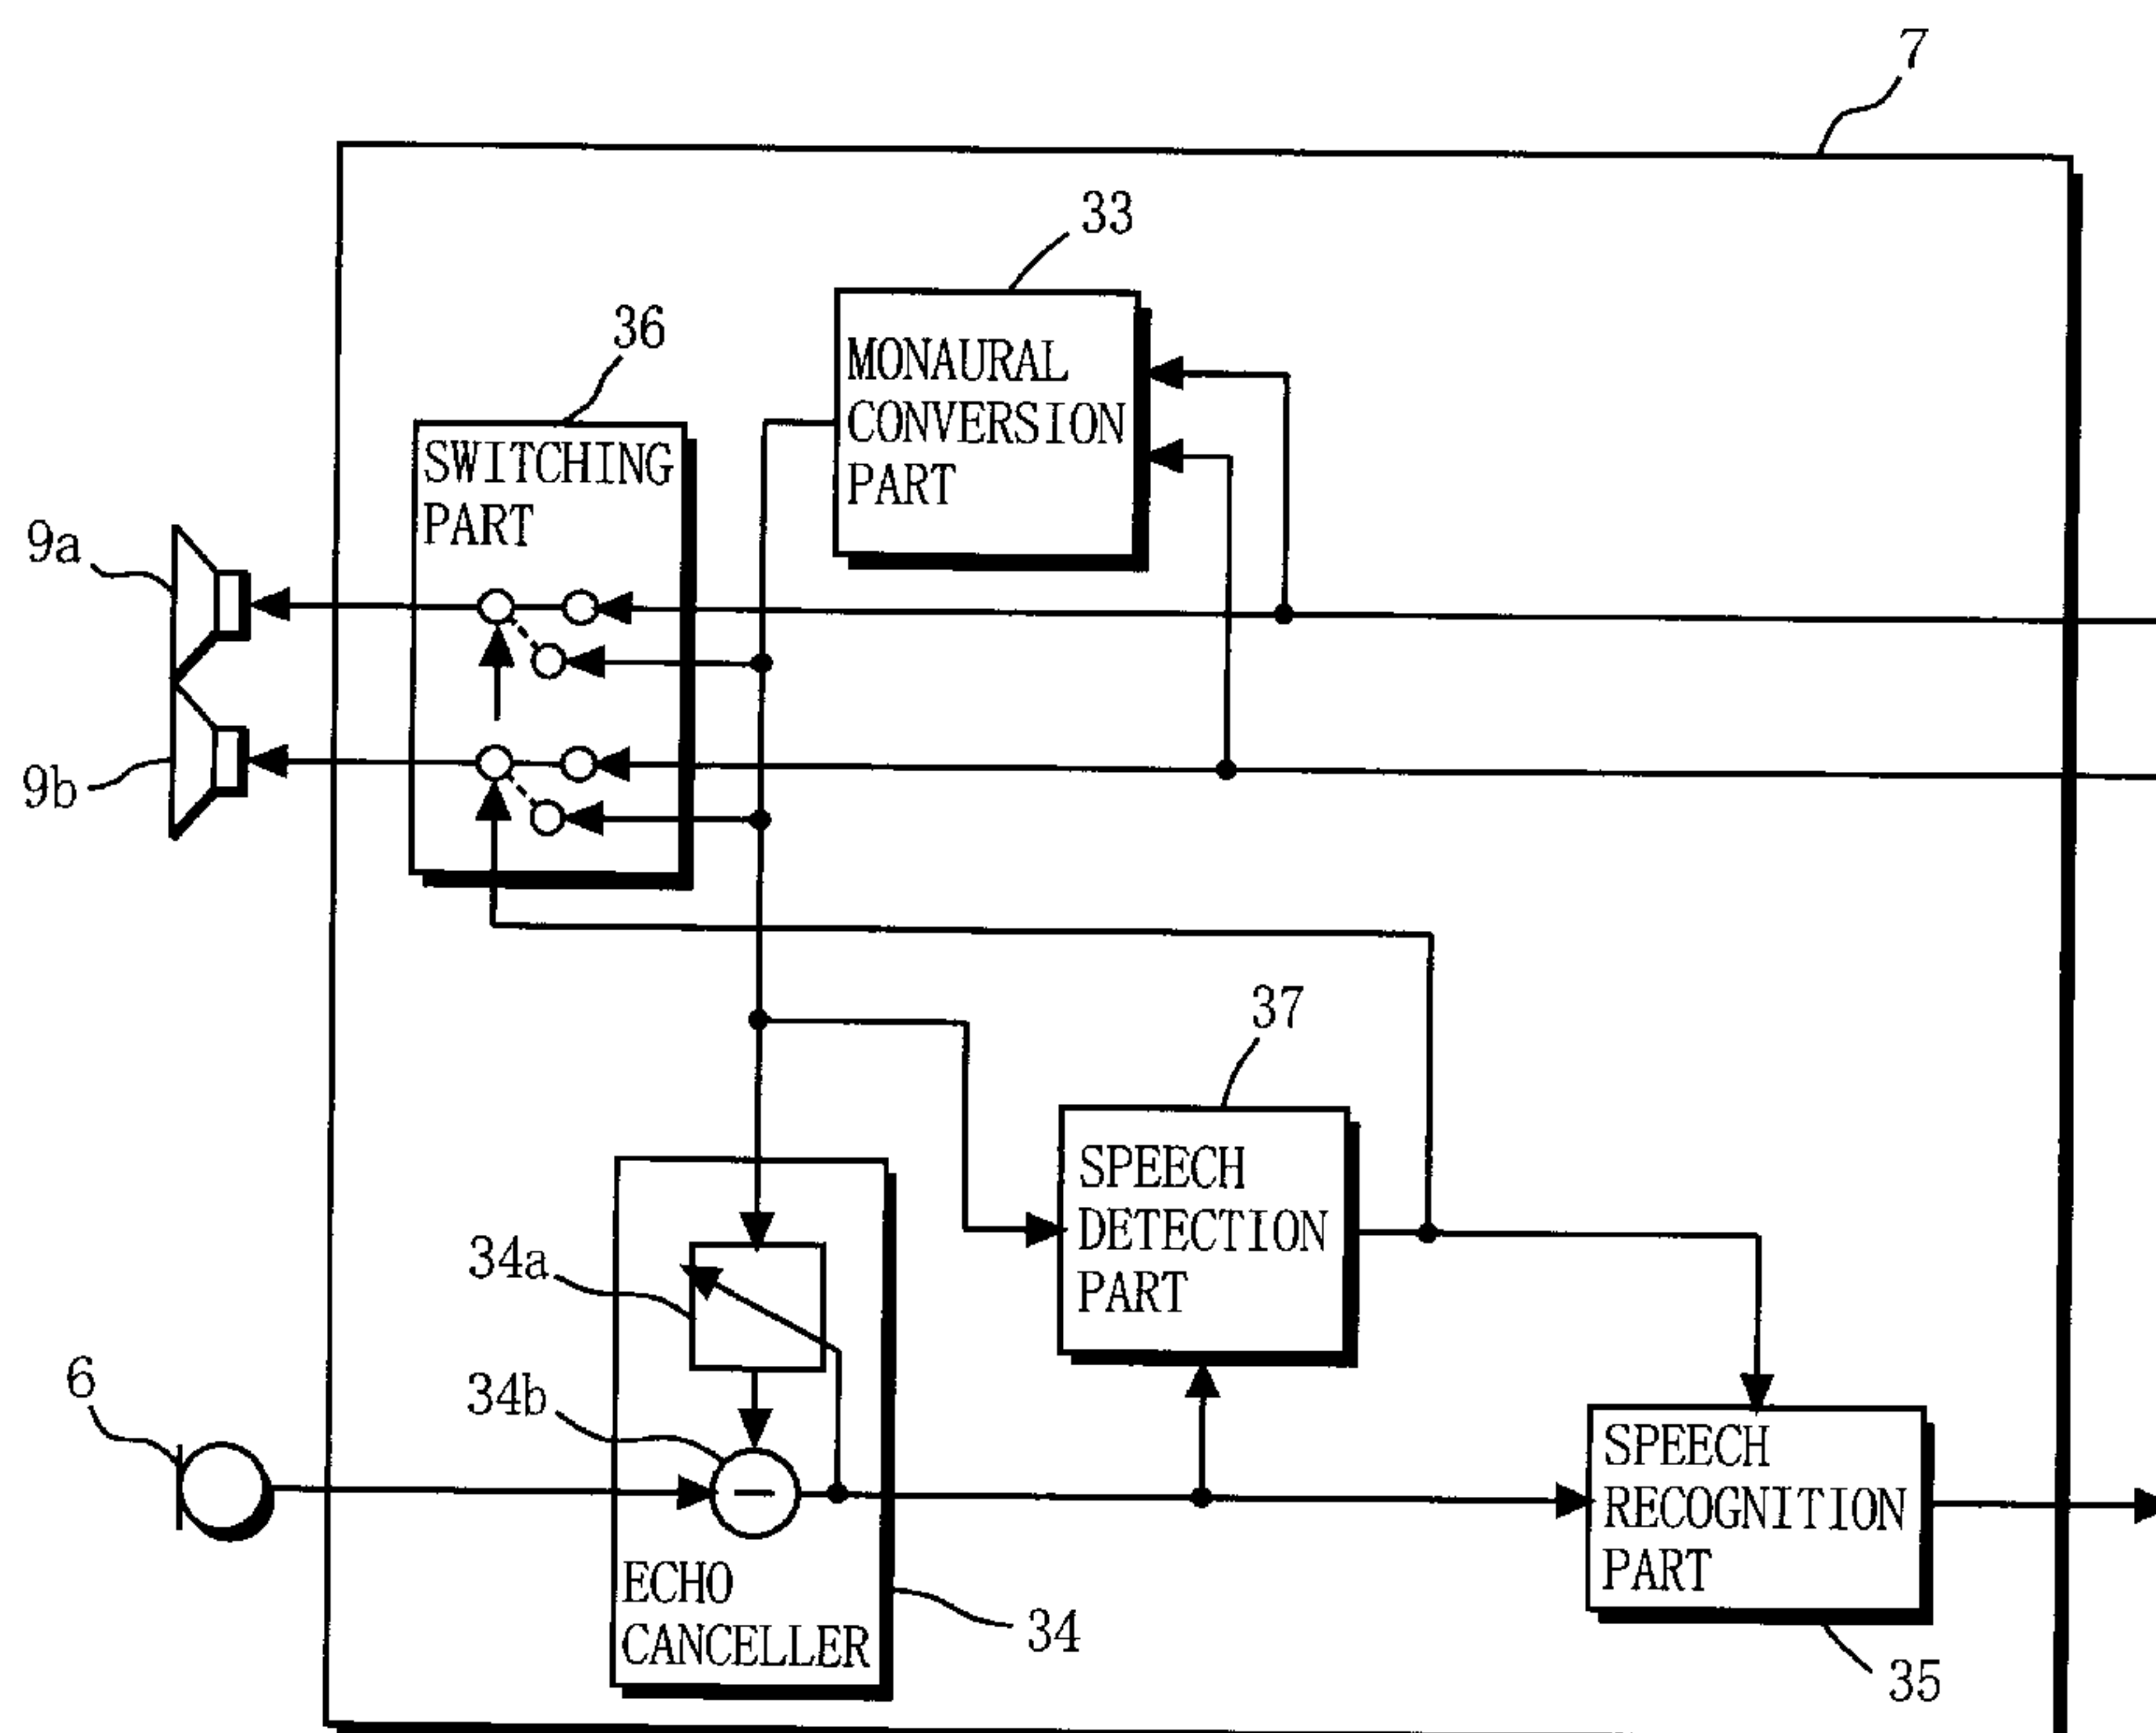 7
33
MONAURAL
CONVERSION
PART
36
SWITCHING
PART
9a
9b
37
SPEECH
DETECTION
PART
34a
34b
6
SPEECH
RECOGNITION
PART
ECHO
CANCELLER
34
35